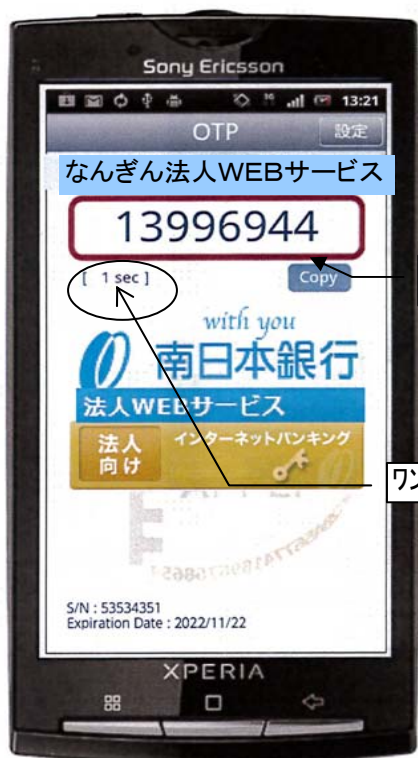 Sony Ericsson
13:21
OTP
設定
なんぎん法人WEBサービス
13996944
[ 1 sec ]
Copy
with you
南日本銀行
法人WEBサービス
法人
向け
インターネットバンキング
ワン
S/N : 53534351
Expiration Date : 2022/11/22
XPERIA